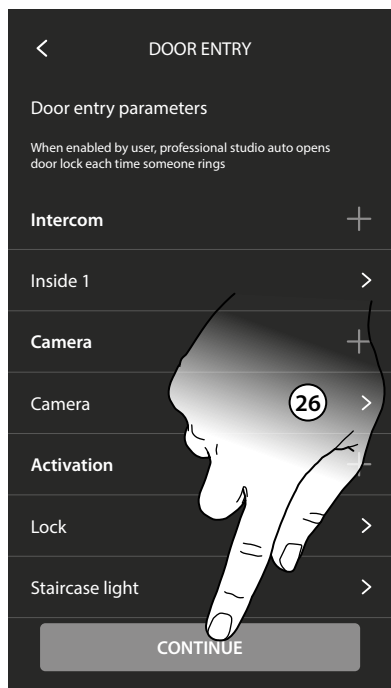 DOOR ENTRY
Door entry parameters
When enabled by user, professional studio auto opens
door lock each time someone rings
Intercom
Inside 1
Camera
Camera
26
Activation
Lock
Staircase light
CONTINUE